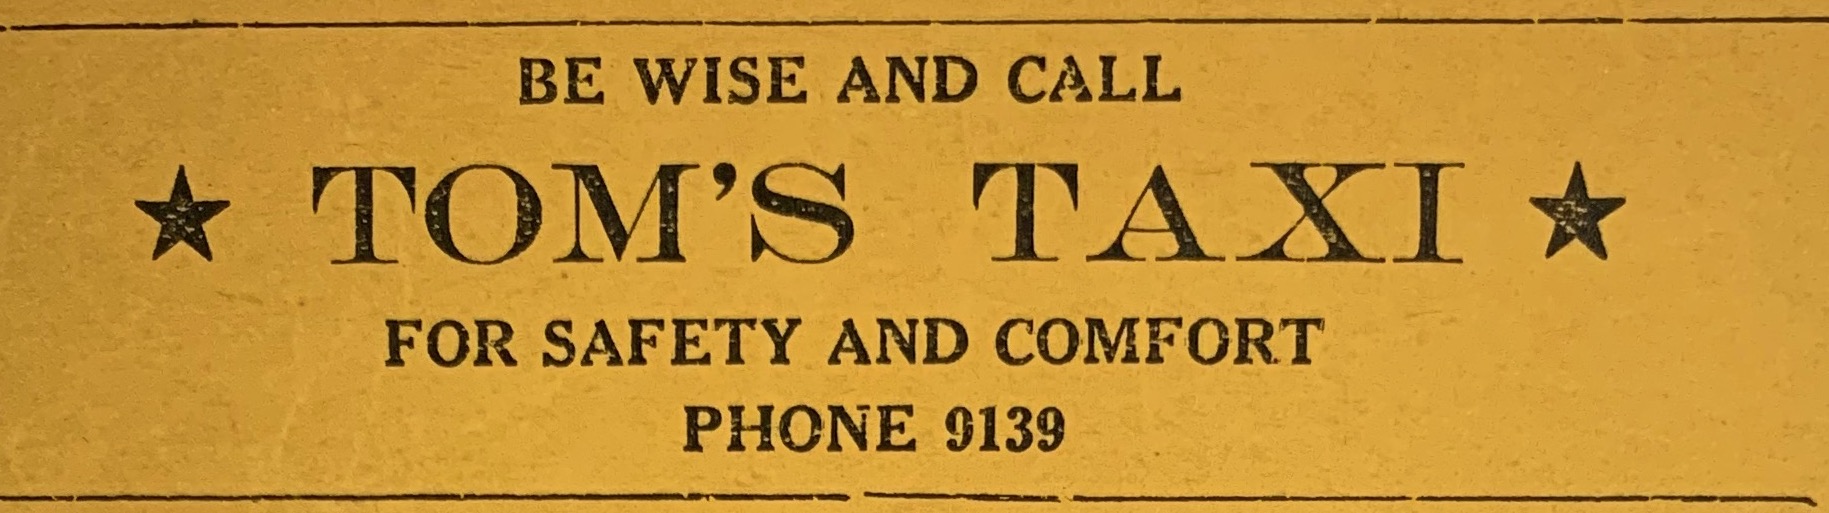 BE WISE AND CALL
★ TOM'S TAXI ★
FOR SAFETY AND COMFORT
PHONE 9139